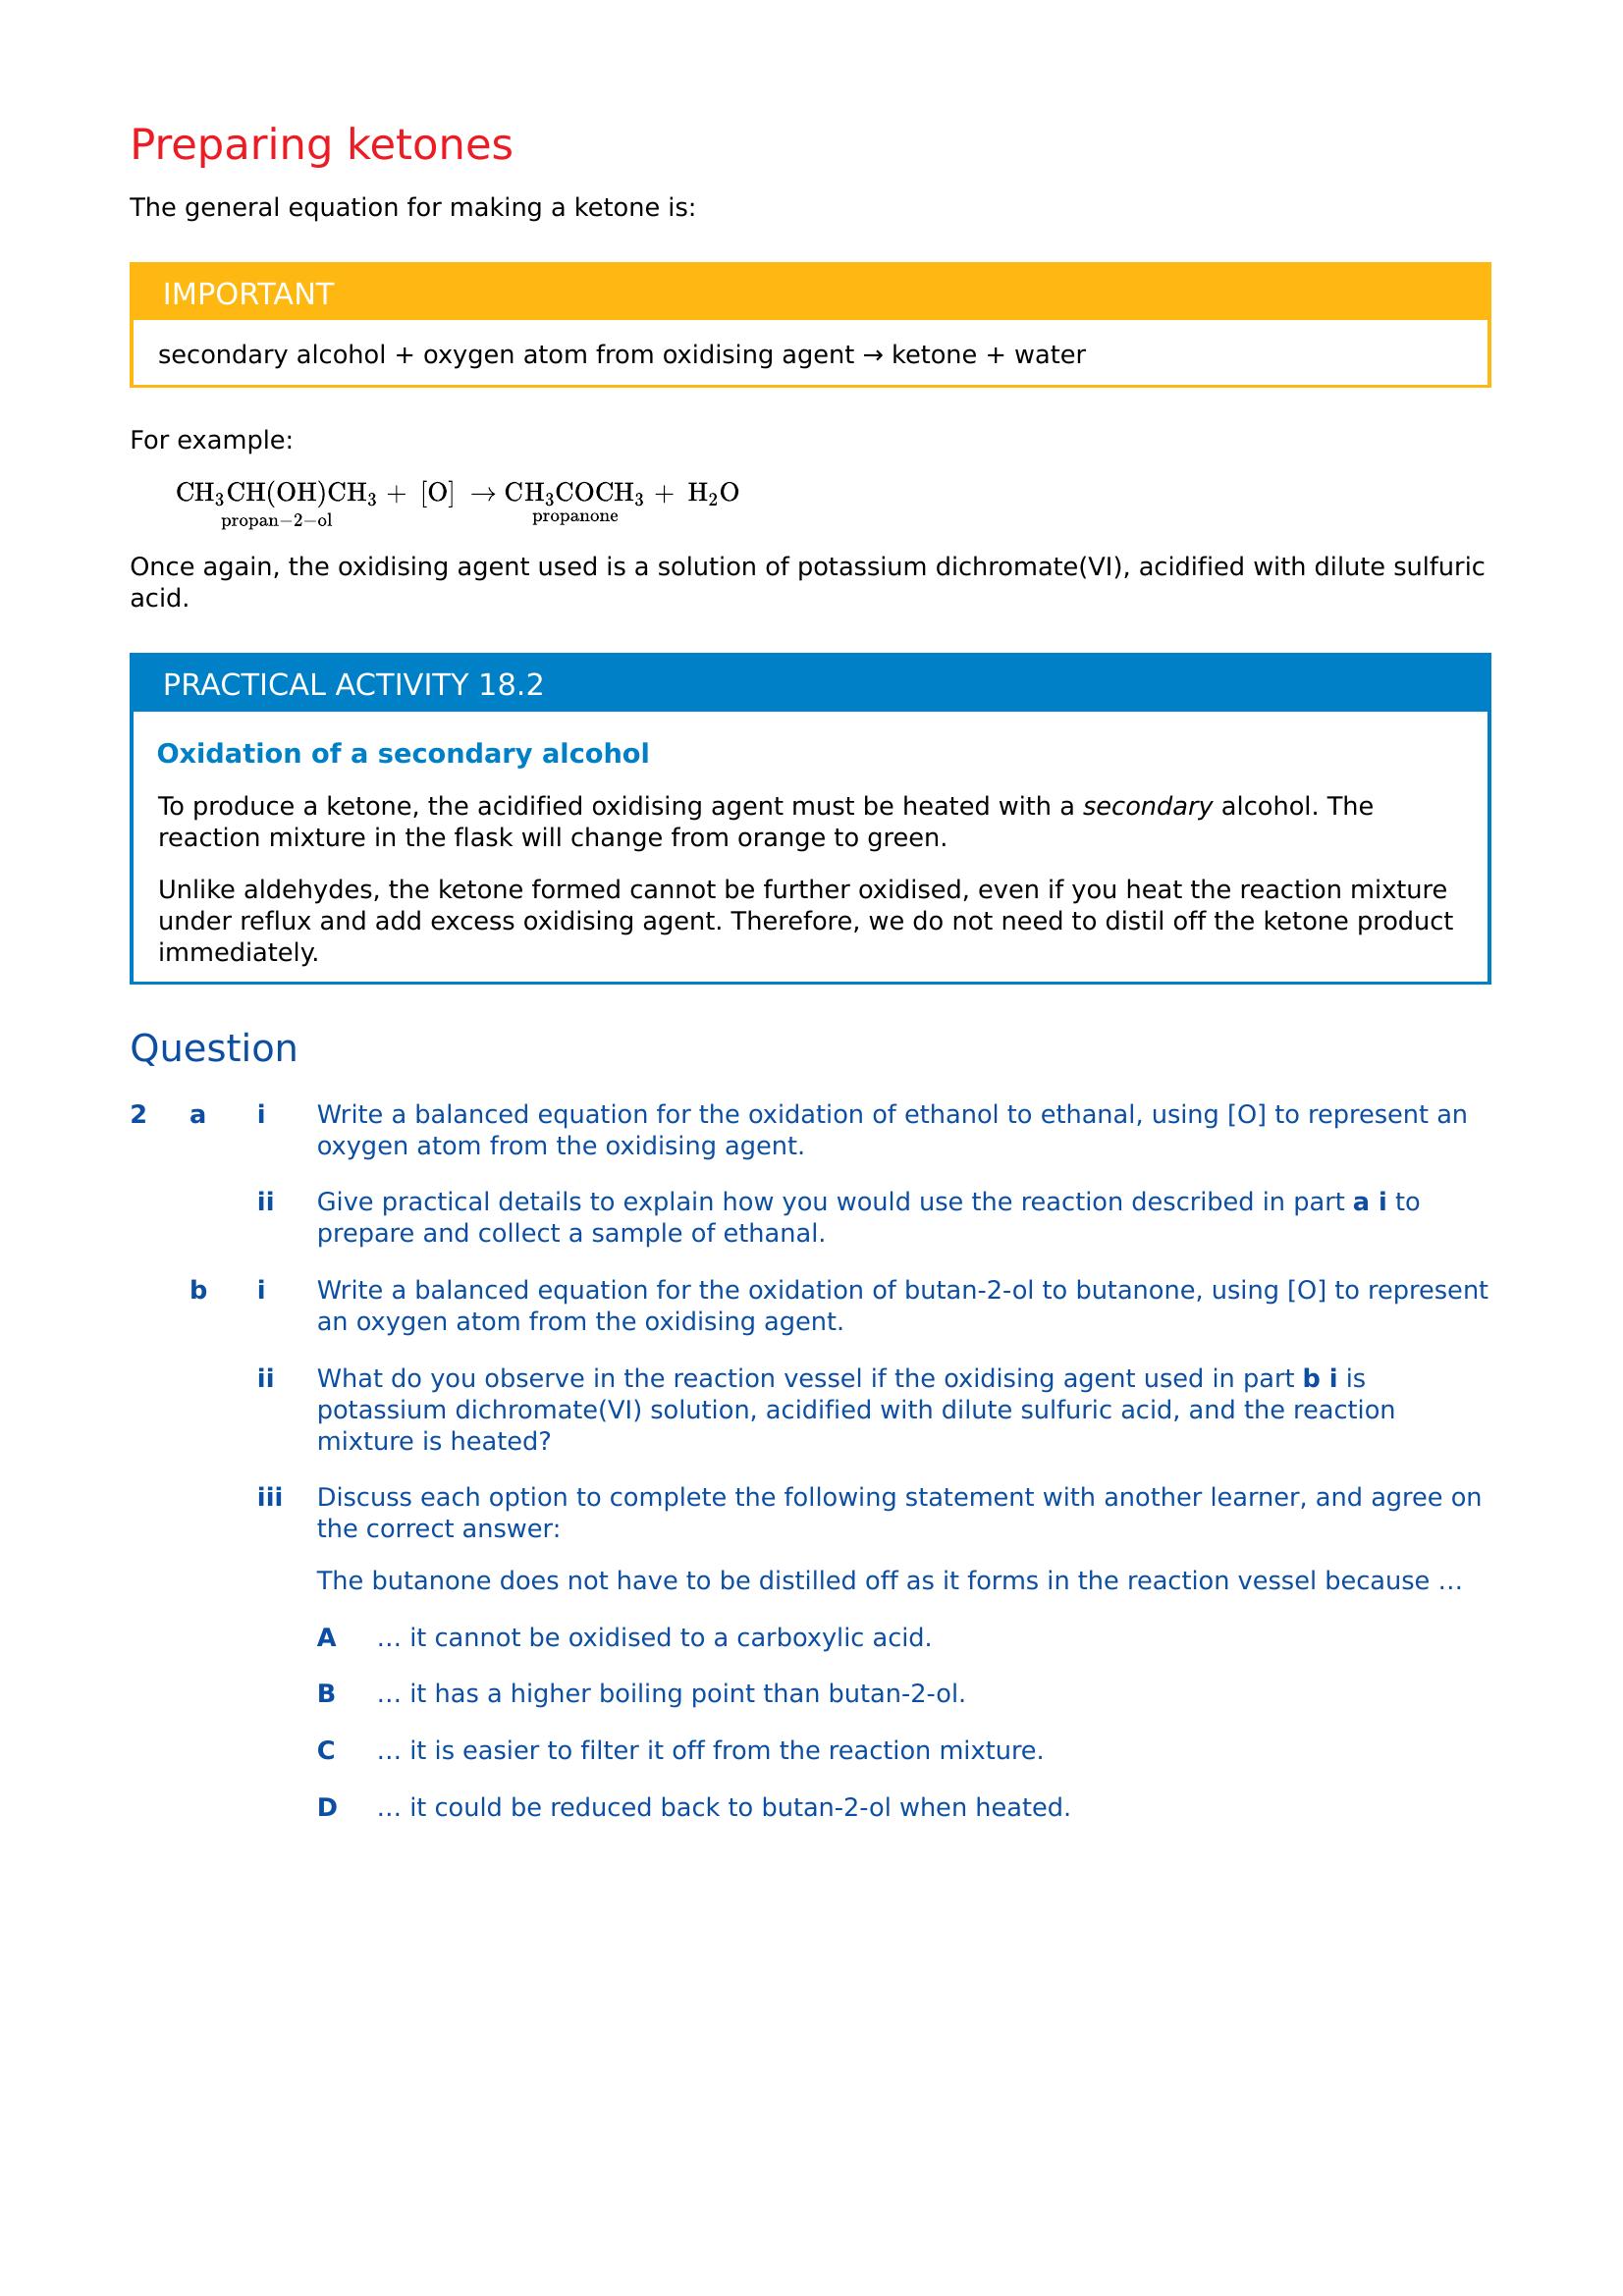 Preparing ketones
The general equation for making a ketone is:
IMPORTANT
secondary alcohol + oxygen atom from oxidising agent → ketone + water
For example:
CH₃CH(OH)CH₃ + [O] → CH₃COCH₃ + H₂O
propan−2−ol propanone
Once again, the oxidising agent used is a solution of potassium dichromate(VI), acidified with dilute sulfuric
acid.
PRACTICAL ACTIVITY 18.2
Oxidation of a secondary alcohol
To produce a ketone, the acidified oxidising agent must be heated with a secondary alcohol. The
reaction mixture in the flask will change from orange to green.
Unlike aldehydes, the ketone formed cannot be further oxidised, even if you heat the reaction mixture
under reflux and add excess oxidising agent. Therefore, we do not need to distil off the ketone product
immediately.
Question
2 a i Write a balanced equation for the oxidation of ethanol to ethanal, using [O] to represent an
oxygen atom from the oxidising agent.
ii Give practical details to explain how you would use the reaction described in part a i to
prepare and collect a sample of ethanal.
b i Write a balanced equation for the oxidation of butan-2-ol to butanone, using [O] to represent
an oxygen atom from the oxidising agent.
ii What do you observe in the reaction vessel if the oxidising agent used in part b i is
potassium dichromate(VI) solution, acidified with dilute sulfuric acid, and the reaction
mixture is heated?
iii Discuss each option to complete the following statement with another learner, and agree on
the correct answer:
The butanone does not have to be distilled off as it forms in the reaction vessel because …
A … it cannot be oxidised to a carboxylic acid.
B … it has a higher boiling point than butan-2-ol.
C … it is easier to filter it off from the reaction mixture.
D … it could be reduced back to butan-2-ol when heated.